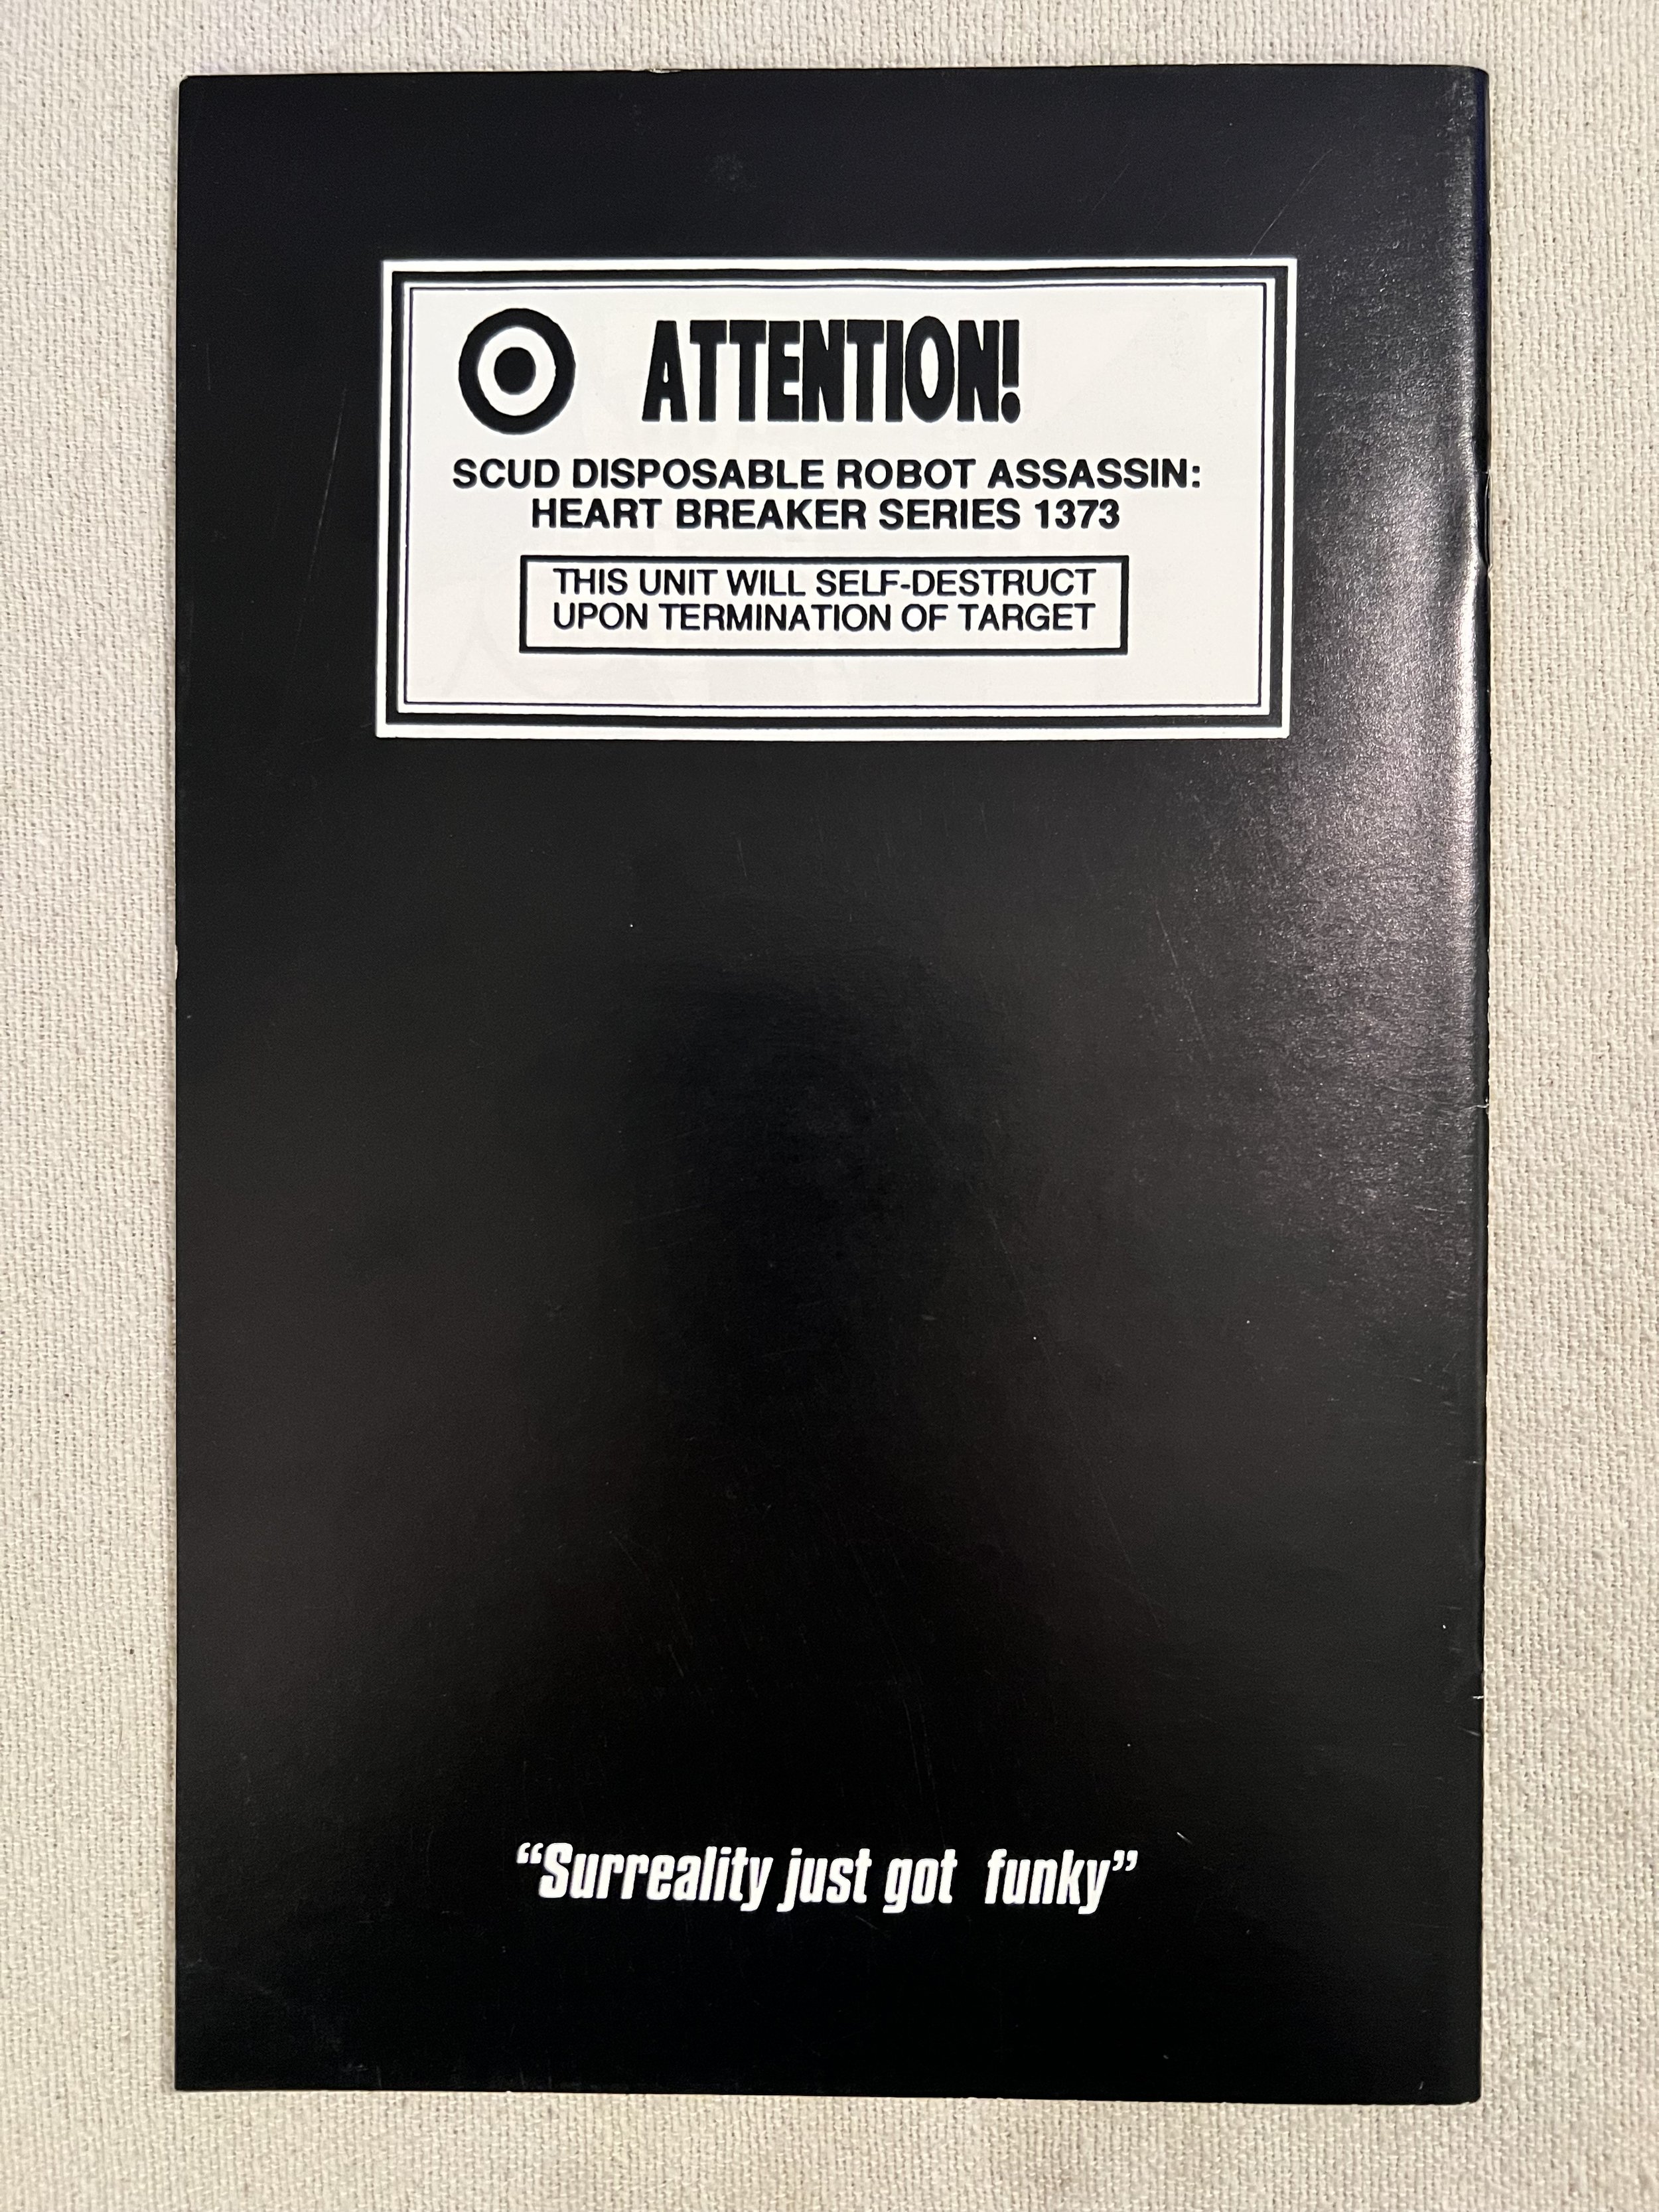 ATTENTION!
SCUD DISPOSABLE ROBOT ASSASSIN:
HEART BREAKER SERIES 1373
THIS UNIT WILL SELF-DESTRUCT
UPON TERMINATION OF TARGET
“Surreality just got funky”